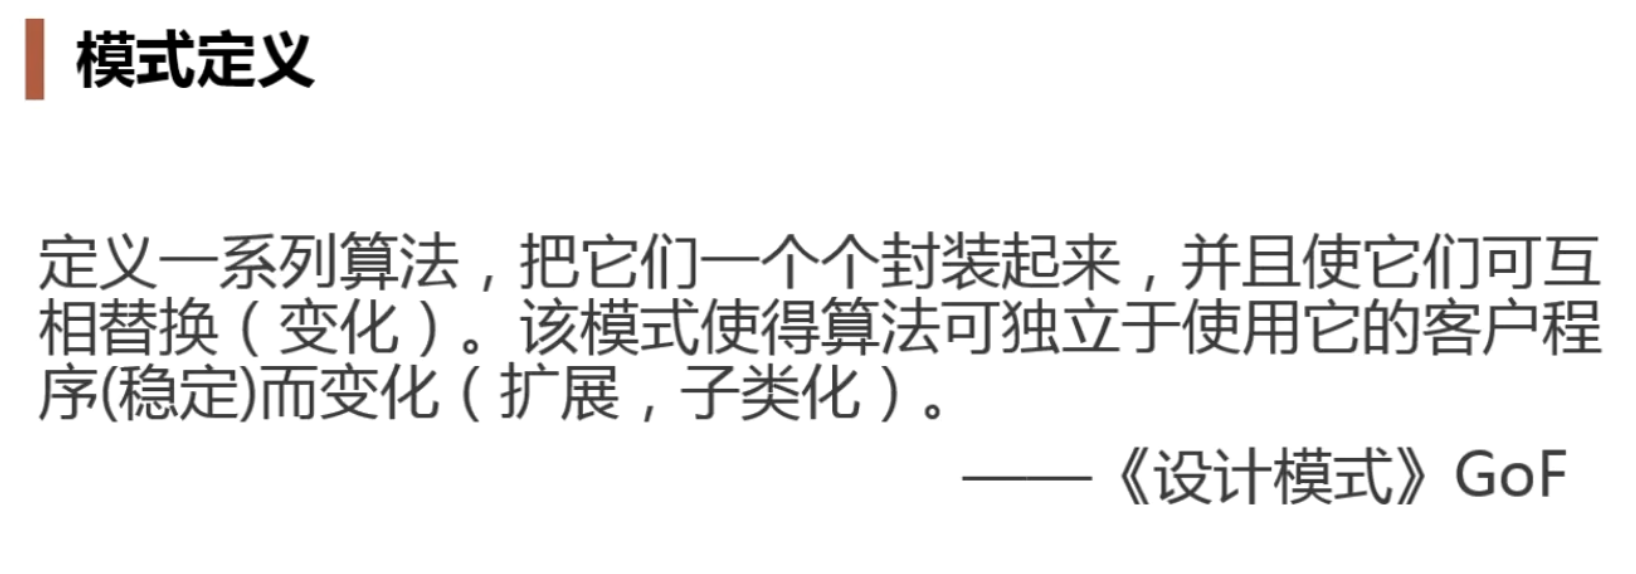 模式定义
定义一系列算法，把它们一个个封装起来，并且使它们可互
相替换（变化）。该模式使得算法可独立于使用它的客户程
序(稳定)而变化（扩展，子类化）。
——《设计模式》GoF